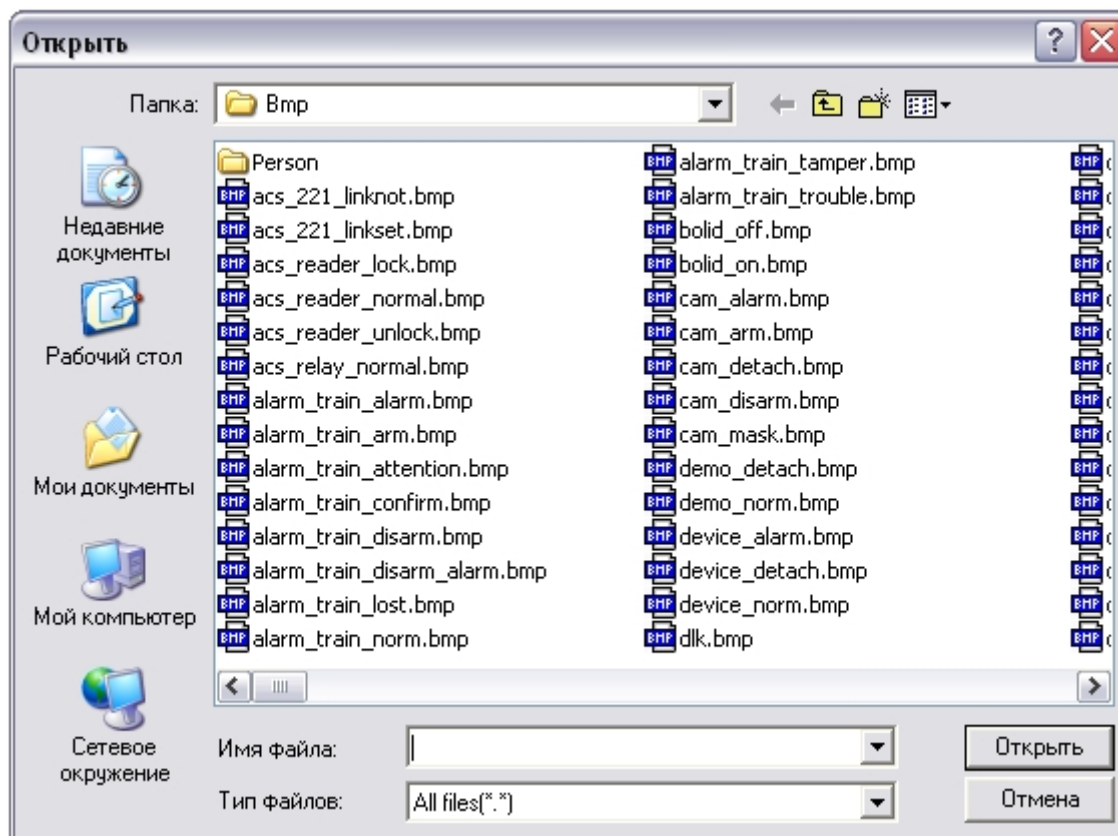 Открыть
Папка: Bmp
Недавние
документы
Рабочий стол
Мои документы
Мой компьютер
Сетевое
окружение
Person
acs_221_linknot.bmp
acs_221_linkset.bmp
acs_reader_lock.bmp
acs_reader_normal.bmp
acs_reader_unlock.bmp
acs_relay_normal.bmp
alarm_train_alarm.bmp
alarm_train_arm.bmp
alarm_train_attention.bmp
alarm_train_confirm.bmp
alarm_train_disarm.bmp
alarm_train_disarm_alarm.bmp
alarm_train_lost.bmp
alarm_train_norm.bmp
alarm_train_tamper.bmp
alarm_train_trouble.bmp
bolid_off.bmp
bolid_on.bmp
cam_alarm.bmp
cam_arm.bmp
cam_detach.bmp
cam_disarm.bmp
cam_mask.bmp
demo_detach.bmp
demo_norm.bmp
device_alarm.bmp
device_detach.bmp
device_norm.bmp
dlk.bmp
Имя файла:
Открыть
Тип файлов: All files(*.*)
Отмена